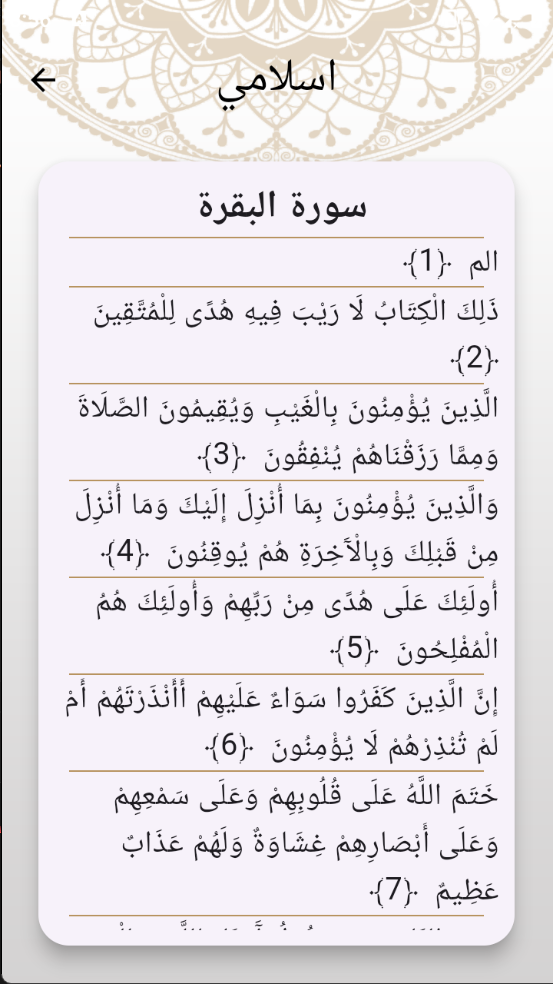 اسلامي
سورة البقرة
الم ﴿1﴾
ذَلِكَ الْكِتَابُ لَا رَيْبَ فِيهِ هُدًى لِلْمُتَّقِينَ
﴿2﴾
الَّذِينَ يُؤْمِنُونَ بِالْغَيْبِ وَيُقِيمُونَ الصَّلَاةَ
وَمِمَّا رَزَقْنَاهُمْ يُنْفِقُونَ ﴿3﴾
وَالَّذِينَ يُؤْمِنُونَ بِمَا أُنْزِلَ إِلَيْكَ وَمَا أُنْزِلَ
مِنْ قَبْلِكَ وَبِالْآَخِرَةِ هُمْ يُوقِنُونَ ﴿4﴾
أُولَئِكَ عَلَى هُدًى مِنْ رَبِّهِمْ وَأُولَئِكَ هُمُ
الْمُفْلِحُونَ ﴿5﴾
إِنَّ الَّذِينَ كَفَرُوا سَوَاءٌ عَلَيْهِمْ أَأَنْذَرْتَهُمْ أَمْ
لَمْ تُنْذِرْهُمْ لَا يُؤْمِنُونَ ﴿6﴾
خَتَمَ اللَّهُ عَلَى قُلُوبِهِمْ وَعَلَى سَمْعِهِمْ
وَعَلَى أَبْصَارِهِمْ غِشَاوَةٌ وَلَهُمْ عَذَابٌ
عَظِيمٌ ﴿7﴾